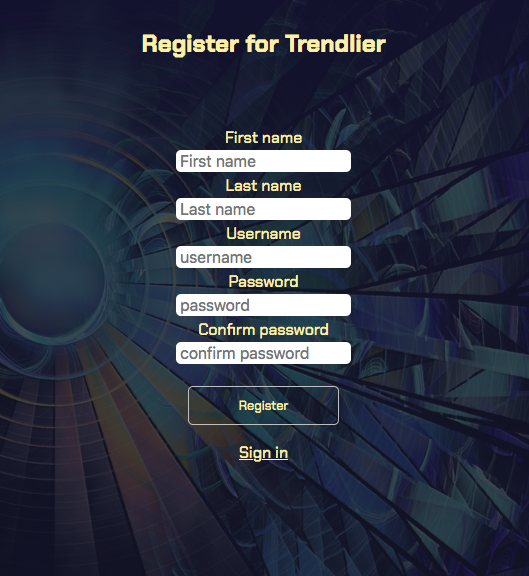 Register for Trendlier
First name
First name
Last name
Last name
Username
username
Password
password
Confirm password
confirm password
Register
Sign in